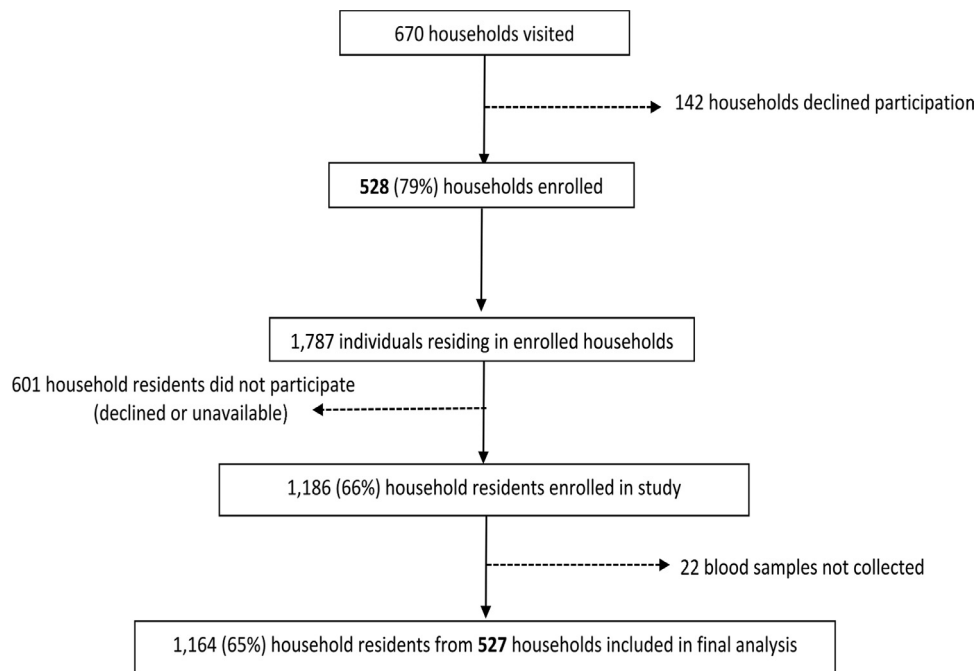 670 households visited
142 households declined participation
528 (79%) households enrolled
1,787 individuals residing in enrolled households
601 household residents did not participate
(declined or unavailable)
1,186 (66%) household residents enrolled in study
22 blood samples not collected
1,164 (65%) household residents from 527 households included in final analysis